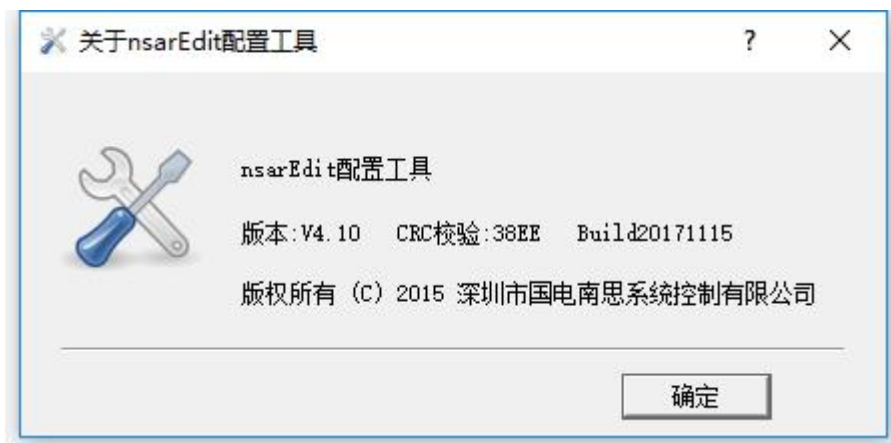 关于nsarEdit配置工具
nsarEdit配置工具
版本:V4.10 CRC校验:38EE Build20171115
版权所有 (C) 2015 深圳市国电南思系统控制有限公司
确定